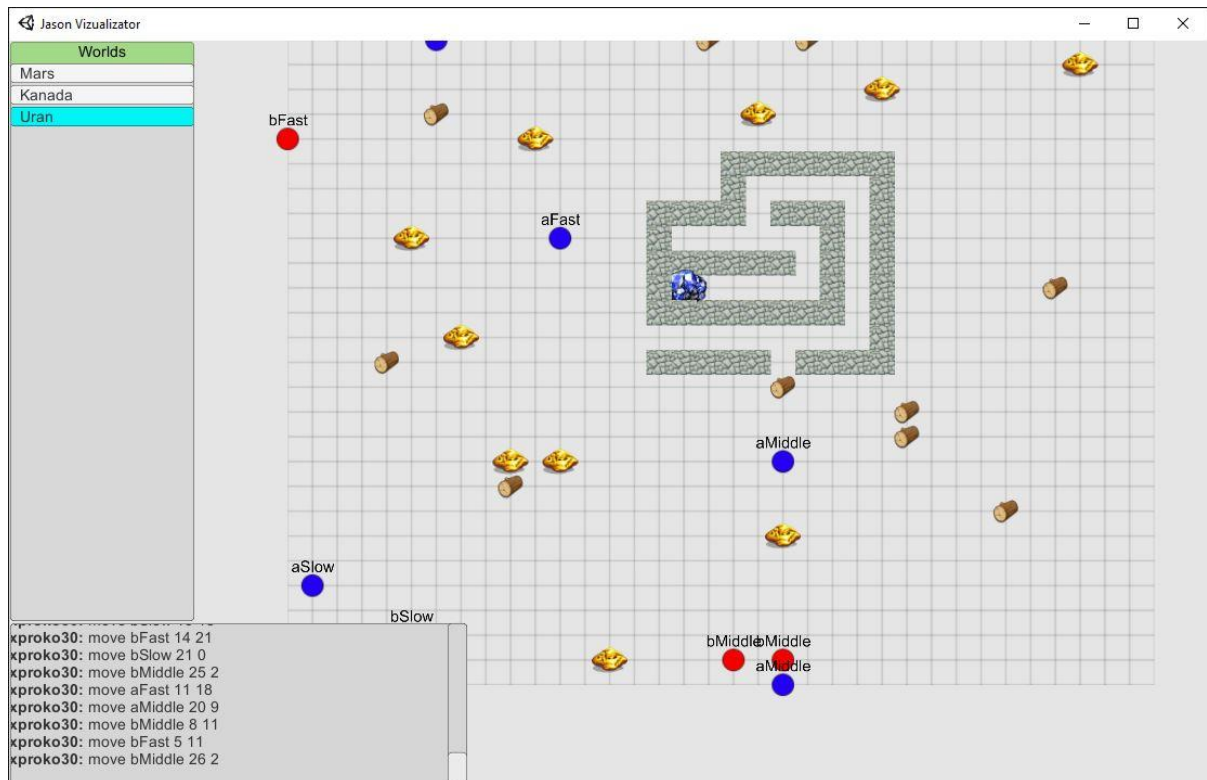 Jason Vizualizator
Worlds
Mars
Kanada
Uran
bFast
aFast
aMiddle
aSlow
bSlow
bMiddle
bMiddle
aMiddle
xproko30: move bFast 14 21
xproko30: move bSlow 21 0
xproko30: move bMiddle 25 2
xproko30: move aFast 11 18
xproko30: move aMiddle 20 9
xproko30: move bMiddle 8 11
xproko30: move bFast 5 11
xproko30: move bMiddle 26 2